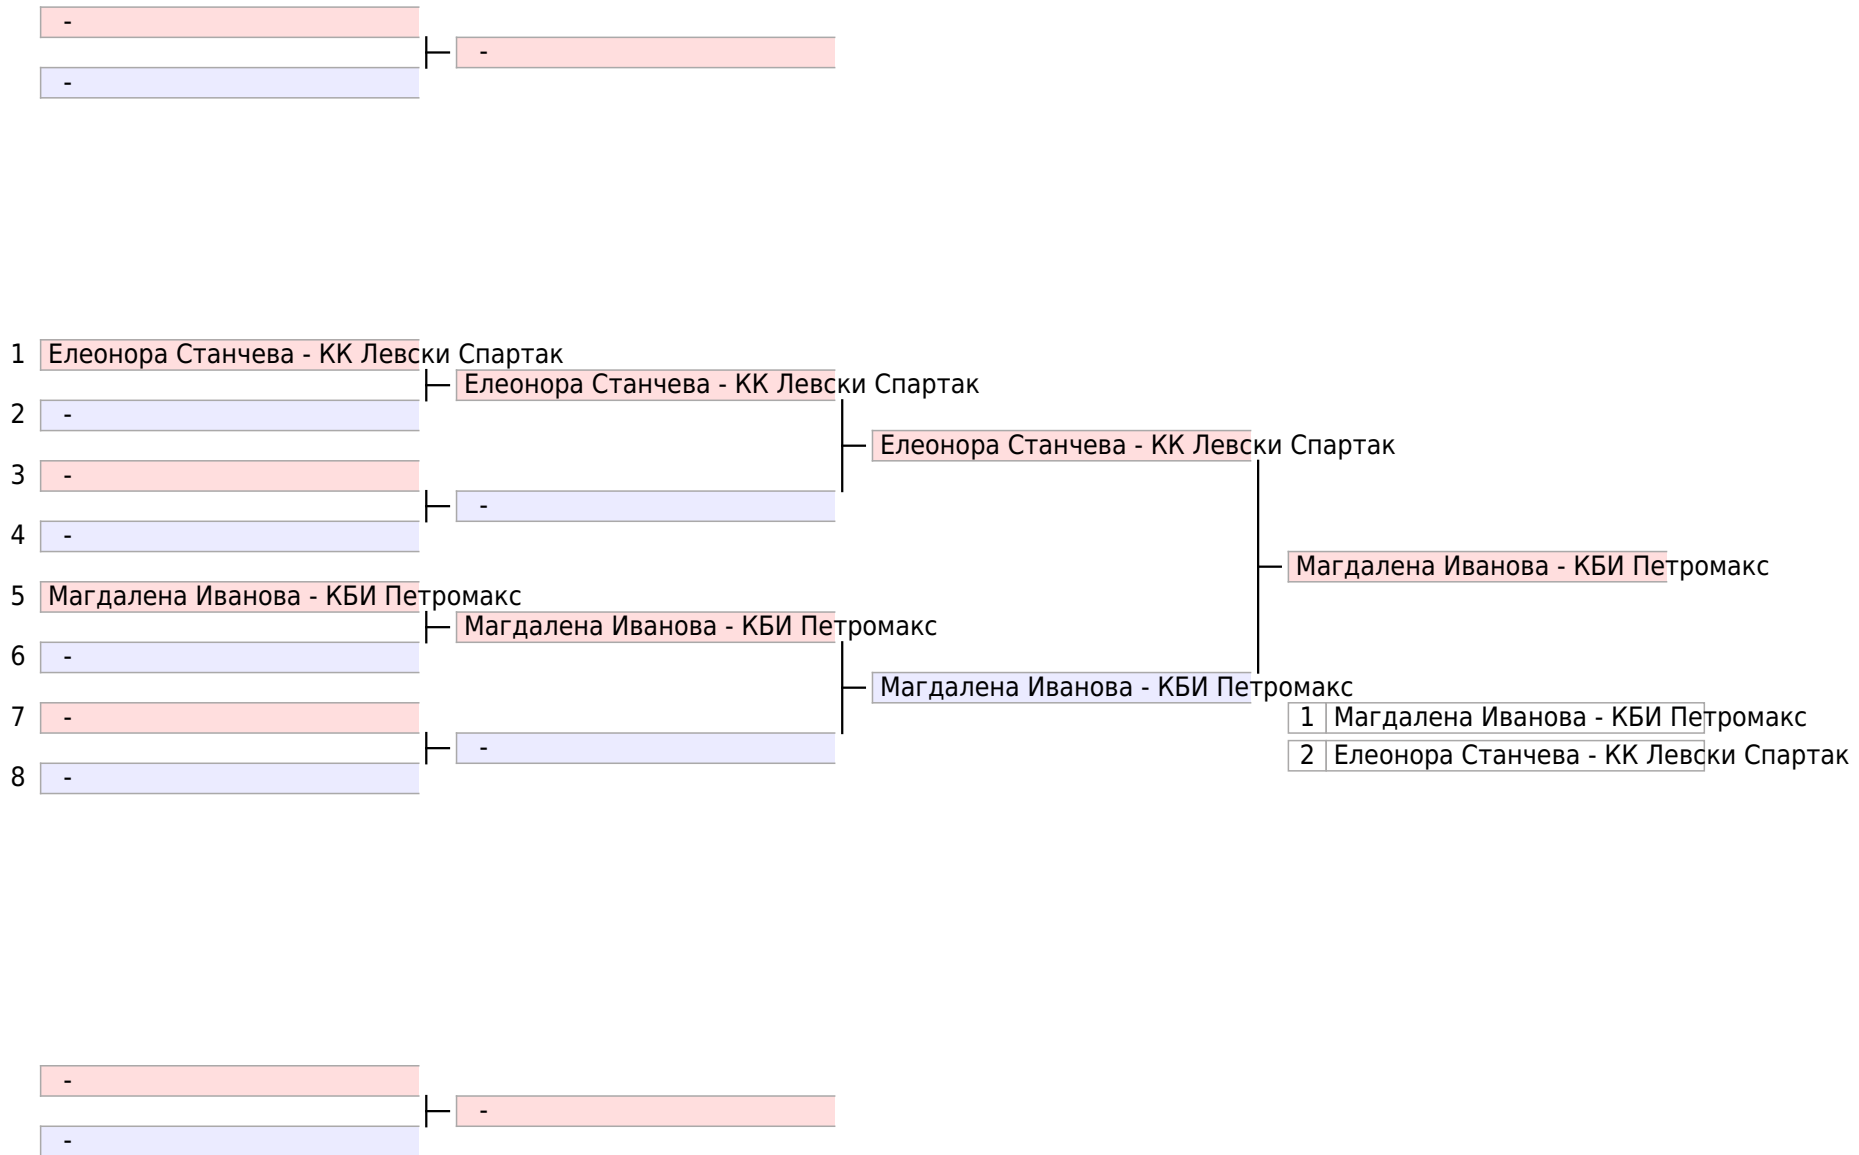 -
-
-
1 Елеонора Станчева - КК Левски Спартак
Елеонора Станчева - КК Левски Спартак
2 -
Елеонора Станчева - КК Левски Спартак
3 -
-
4 -
Магдалена Иванова - КБИ Петромакс
5 Магдалена Иванова - КБИ Петромакс
Магдалена Иванова - КБИ Петромакс
6 -
Магдалена Иванова - КБИ Петромакс
7 -
1 Магдалена Иванова - КБИ Петромакс
-
2 Елеонора Станчева - КК Левски Спартак
8 -
-
-
-